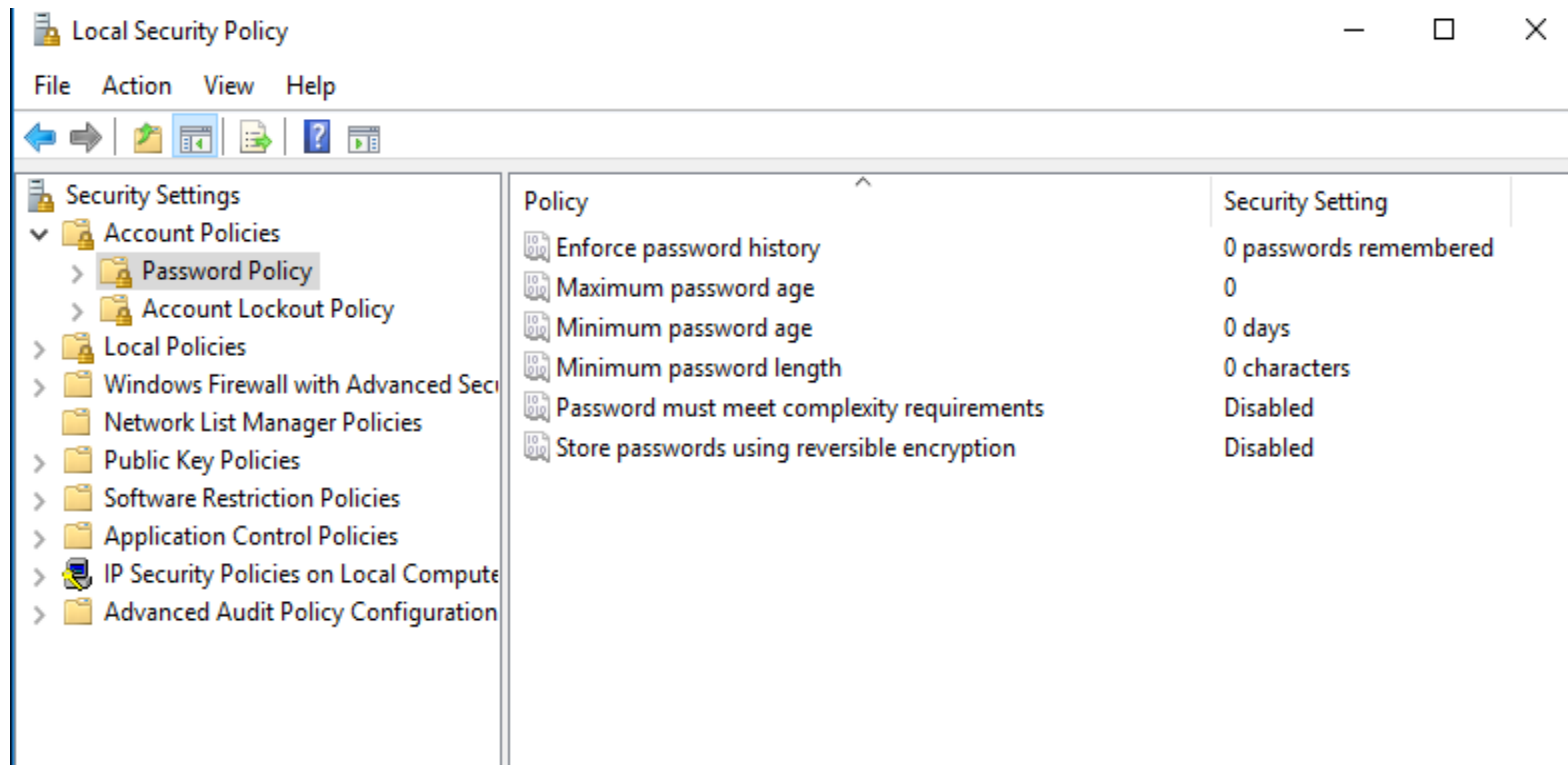 Local Security Policy
File Action View Help
Security Settings
Account Policies
Password Policy
Account Lockout Policy
Local Policies
Windows Firewall with Advanced Secu
Network List Manager Policies
Public Key Policies
Software Restriction Policies
Application Control Policies
IP Security Policies on Local Compute
Advanced Audit Policy Configuration
Policy Security Setting
Enforce password history 0 passwords remembered
Maximum password age 0
Minimum password age 0 days
Minimum password length 0 characters
Password must meet complexity requirements Disabled
Store passwords using reversible encryption Disabled